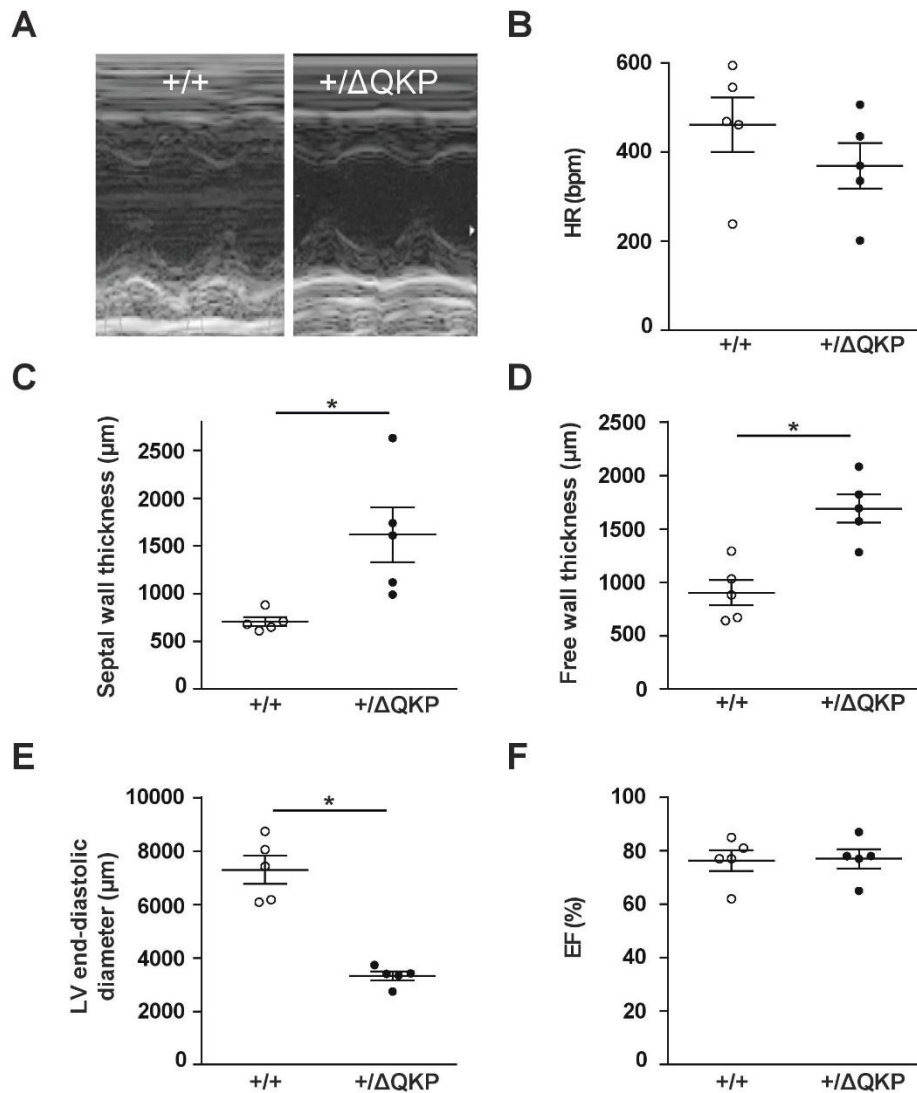 A
+/+
+/ΔQKP
B
HR (bpm)
600
400
200
0
+/+
+/ΔQKP
C
Septal wall thickness (µm)
2500
2000
1500
1000
500
0
*
+/+
+/ΔQKP
D
Free wall thickness (µm)
2500
2000
1500
1000
500
0
*
+/+
+/ΔQKP
E
LV end-diastolic
diameter (µm)
10000
8000
6000
4000
2000
0
*
+/+
+/ΔQKP
F
EF (%)
100
80
60
40
20
0
+/+
+/ΔQKP